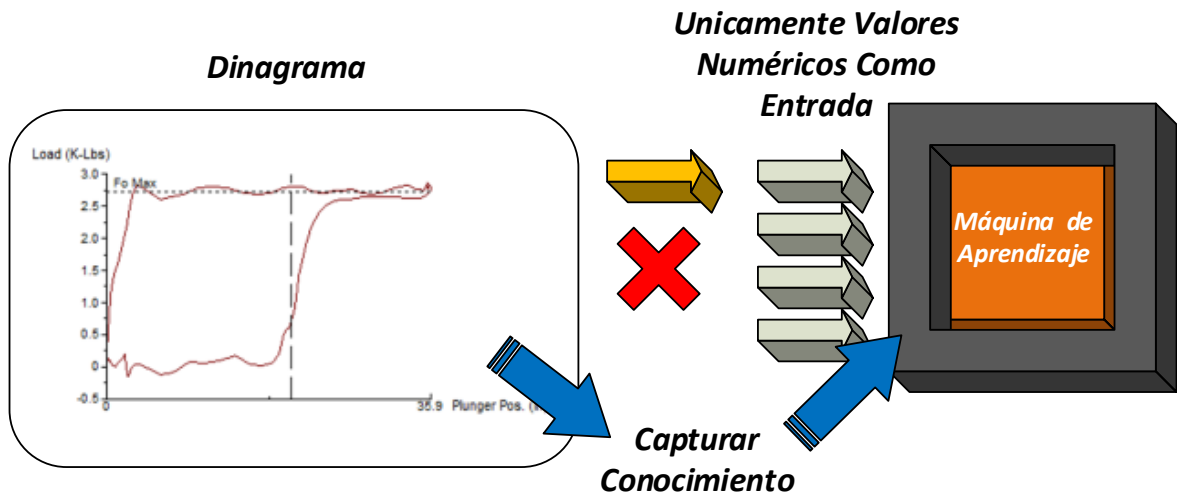 Dinagrama
Unicamente Valores
Numéricos Como
Entrada
Load (K-Lbs)
Fo Max
3.0
2.5
2.0
1.5
1.0
0.5
0
-0.5
0
35.9 Plunger Pos.
Máquina de
Aprendizaje
Capturar
Conocimiento